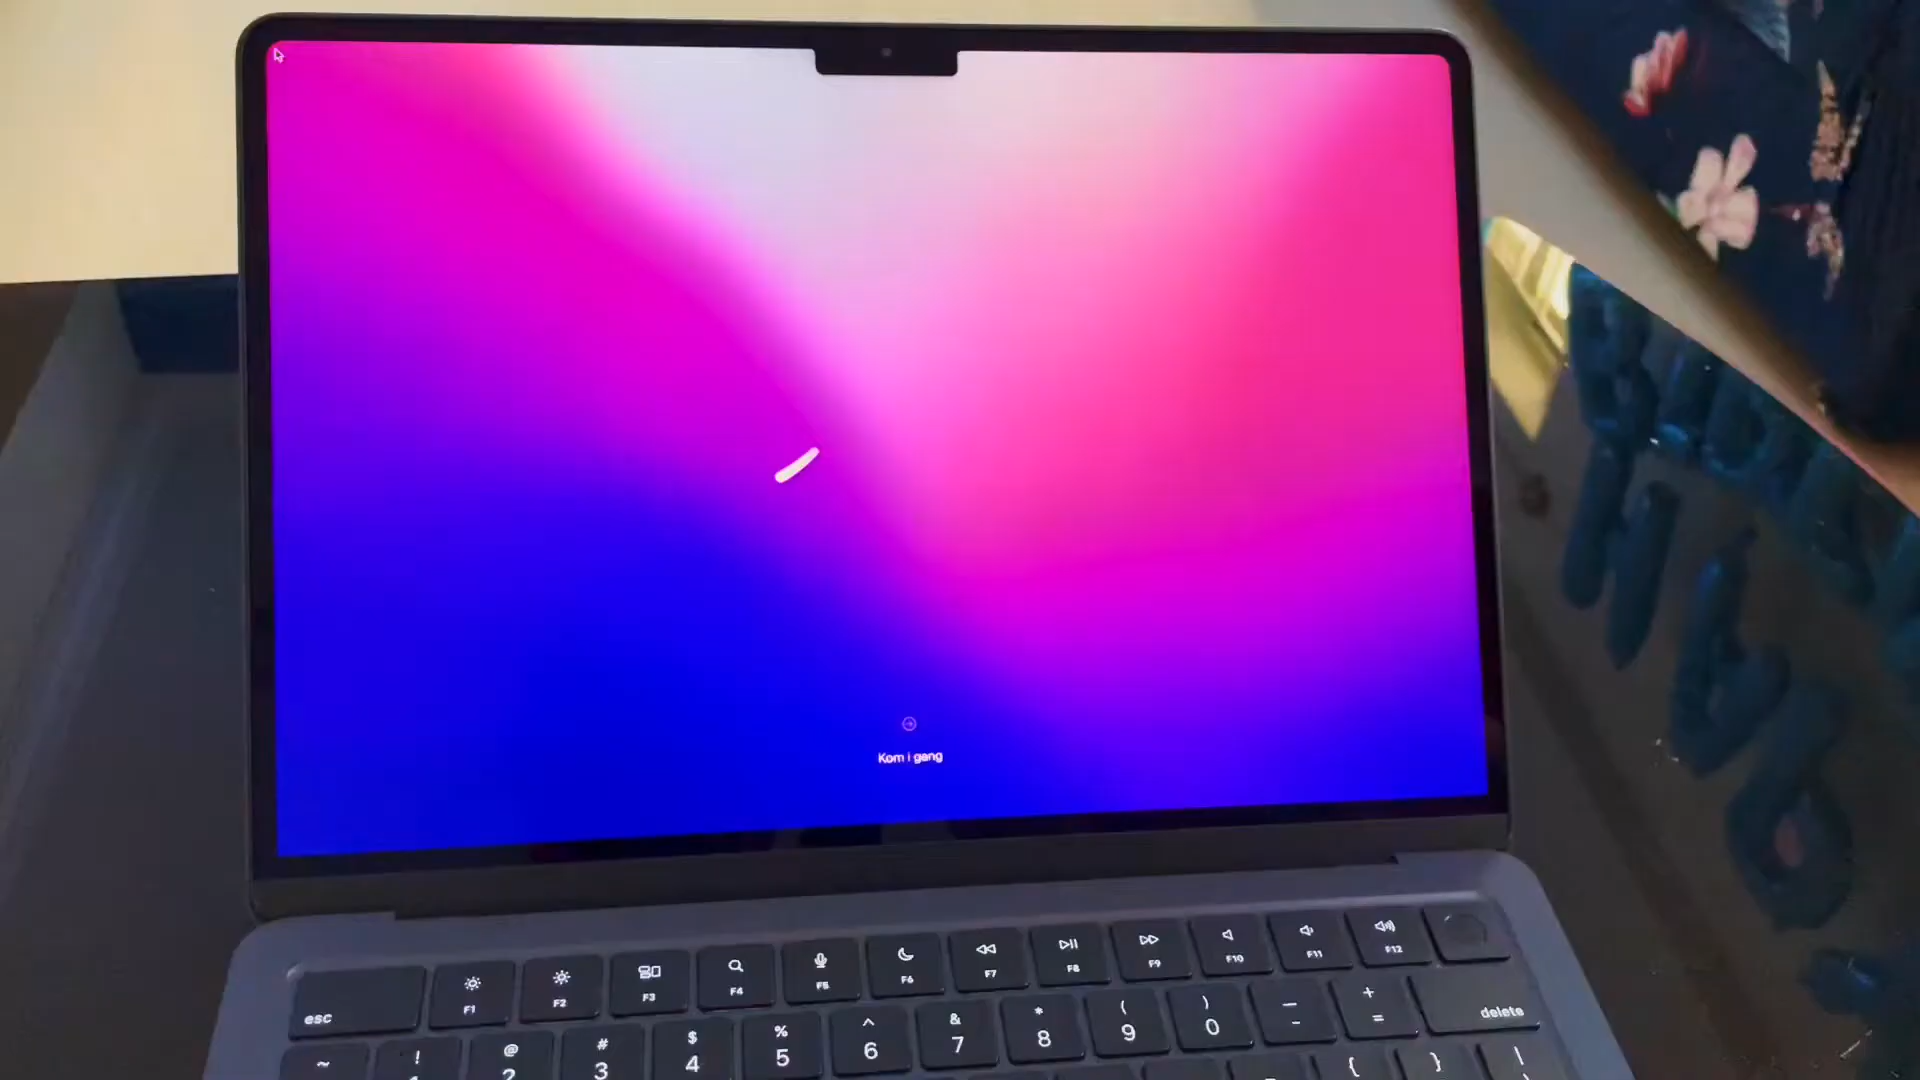 Kom i gang
esc F1 F2 F3 F4 F5 F6 F7 F8 F9 F10 F11 F12
~ ! @ # $ % ^ & * ( ) — +
2 3 4 5 6 7 8 9 0 - = delete
{ }